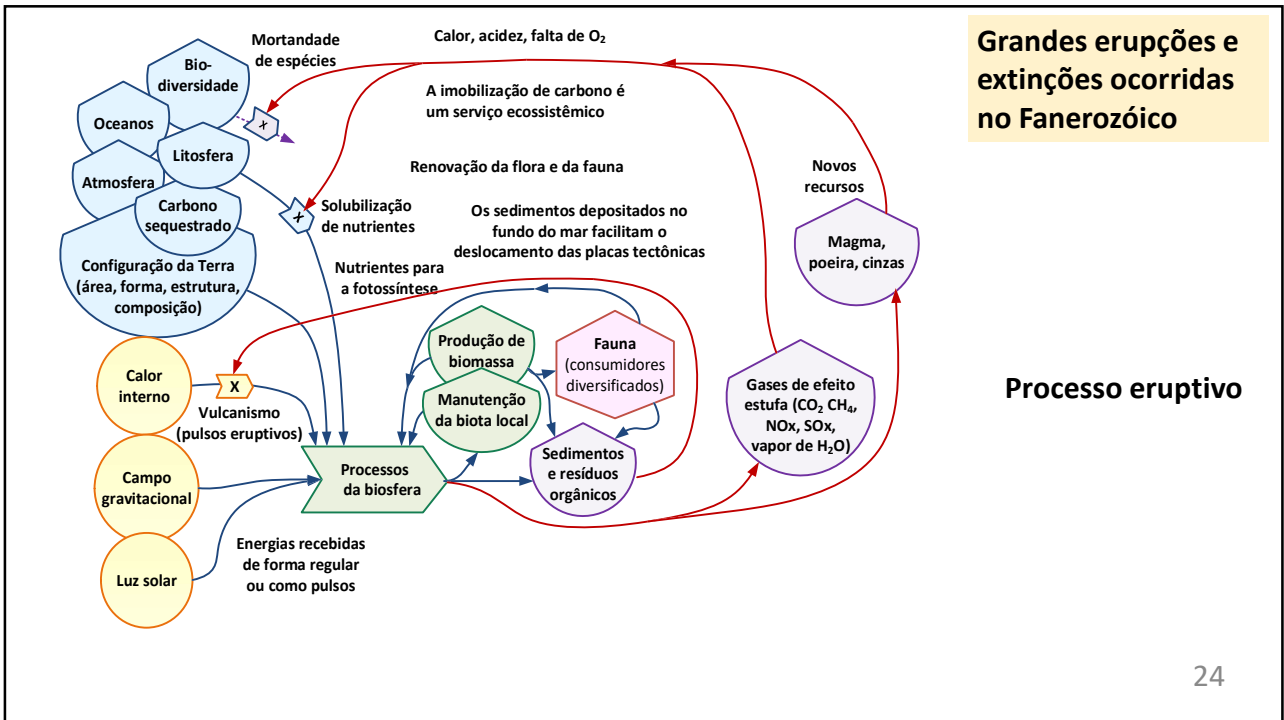 Grandes erupções e
extinções ocorridas
no Fanerozóico
Mortandade
de espécies
Calor, acidez, falta de O₂
Bio-
diversidade
X
A imobilização de carbono é
um serviço ecossistêmico
Oceanos
Litosfera
Renovação da flora e da fauna
Novos
recursos
Atmosfera
Carbono
sequestrado
X
Solubilização
de nutrientes
Os sedimentos depositados no
fundo do mar facilitam o
deslocamento das placas tectônicas
Magma,
poeira, cinzas
Configuração da Terra
(área, forma, estrutura,
composição)
Nutrientes para
a fotossíntese
Produção de
biomassa
Fauna
(consumidores
diversificados)
Calor
interno
X
Vulcanismo
(pulsos eruptivos)
Manutenção
da biota local
Gases de efeito
estufa (CO₂ CH₄,
NOx, SOx,
vapor de H₂O)
Processo eruptivo
Sedimentos
e resíduos
orgânicos
Processos
da biosfera
Campo
gravitacional
Energias recebidas
de forma regular
ou como pulsos
Luz solar
24